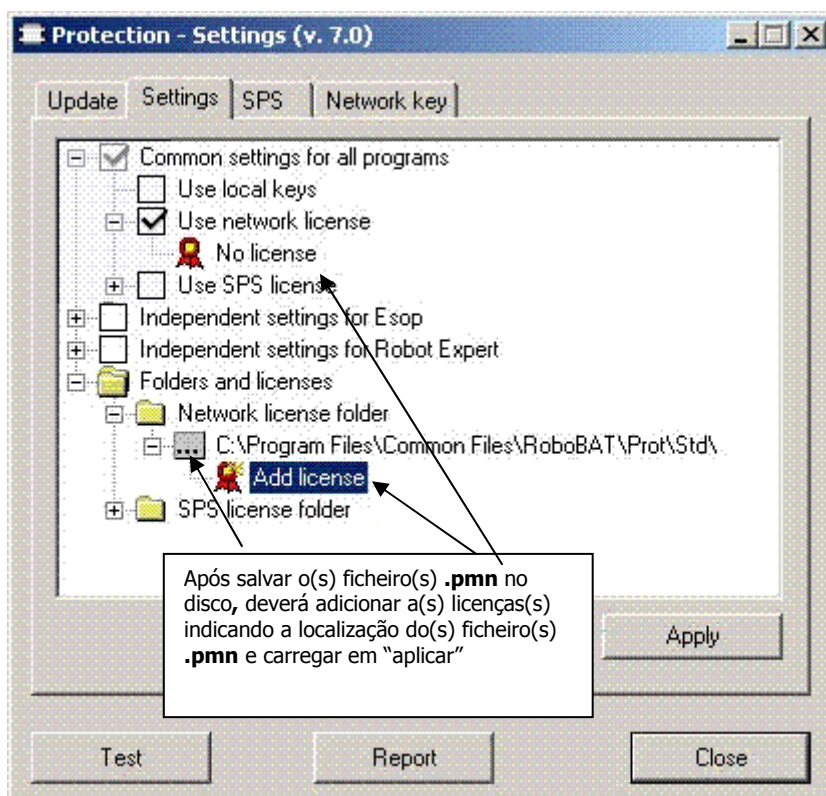 Protection - Settings (v. 7.0)
Update Settings SPS Network key
Common settings for all programs
Use local keys
Use network license
No license
Use SPS license
Independent settings for Esop
Independent settings for Robot Expert
Folders and licenses
Network license folder
... C:\Program Files\Common Files\RoboBAT\Prot\Std\
Add license
SPS license folder
Após salvar o(s) ficheiro(s) .pmn no
disco, deverá adicionar a(s) licenças(s)
indicando a localização do(s) ficheiro(s)
.pmn e carregar em “aplicar”
Apply
Test Report Close